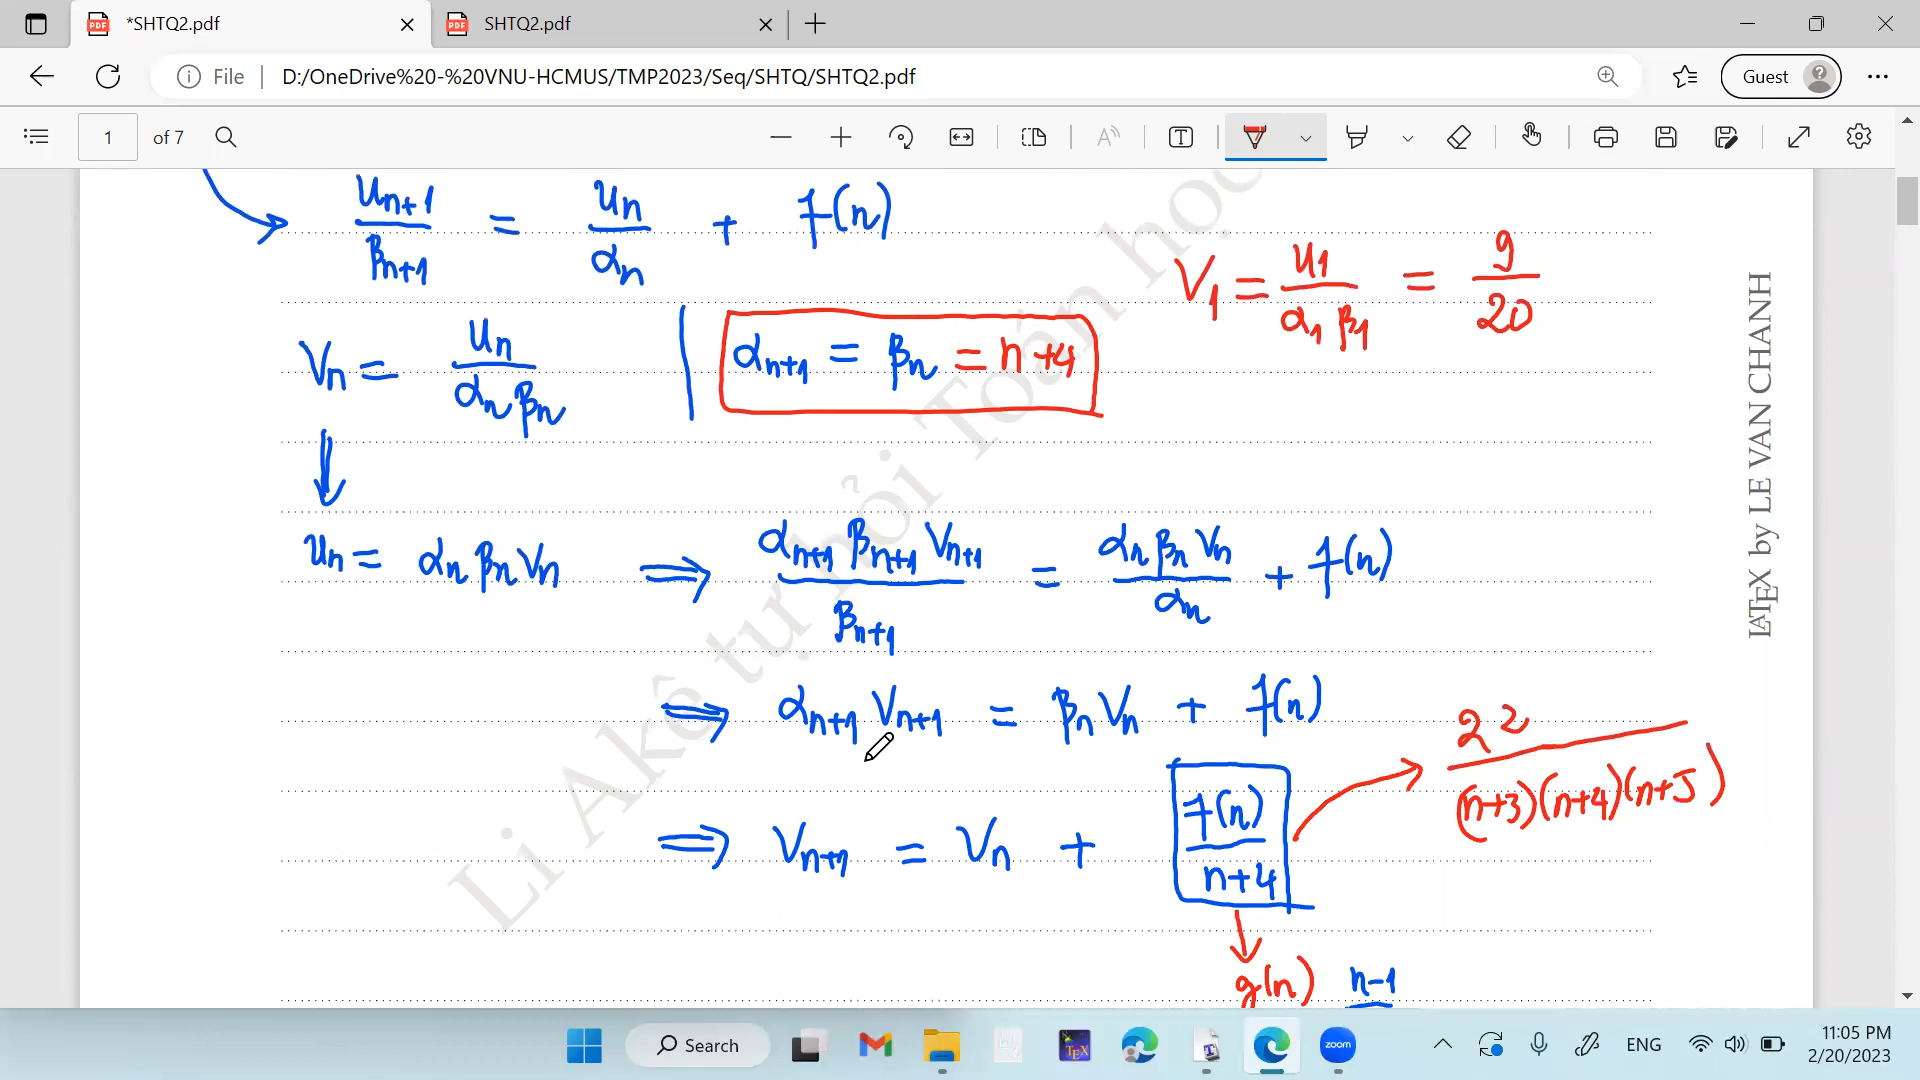 *SHTQ2.pdf
SHTQ2.pdf
File D:/OneDrive%20-%20VNU-HCMUS/TMP2023/Seq/SHTQ/SHTQ2.pdf
Guest
1 of 7
u_{n+1}/β_{n+1} = u_n/α_n + f(n)
V_1 = u_1/(α_1 β_1) = 9/20
V_n = u_n/(α_n β_n) | α_{n+1} = β_n = n+4
u_n = α_n β_n V_n ⟹ (α_{n+1} β_{n+1} V_{n+1})/β_{n+1} = (α_n β_n V_n)/α_n + f(n)
⟹ α_{n+1} V_{n+1} = β_n V_n + f(n)
22/((n+3)(n+4)(n+5))
⟹ V_{n+1} = V_n + f(n)/(n+4)
g(n) n-1
Li Akê tự hỏi Toán học
LATEX by LE VAN CHANH
Search
zoom
ENG
11:05 PM
2/20/2023